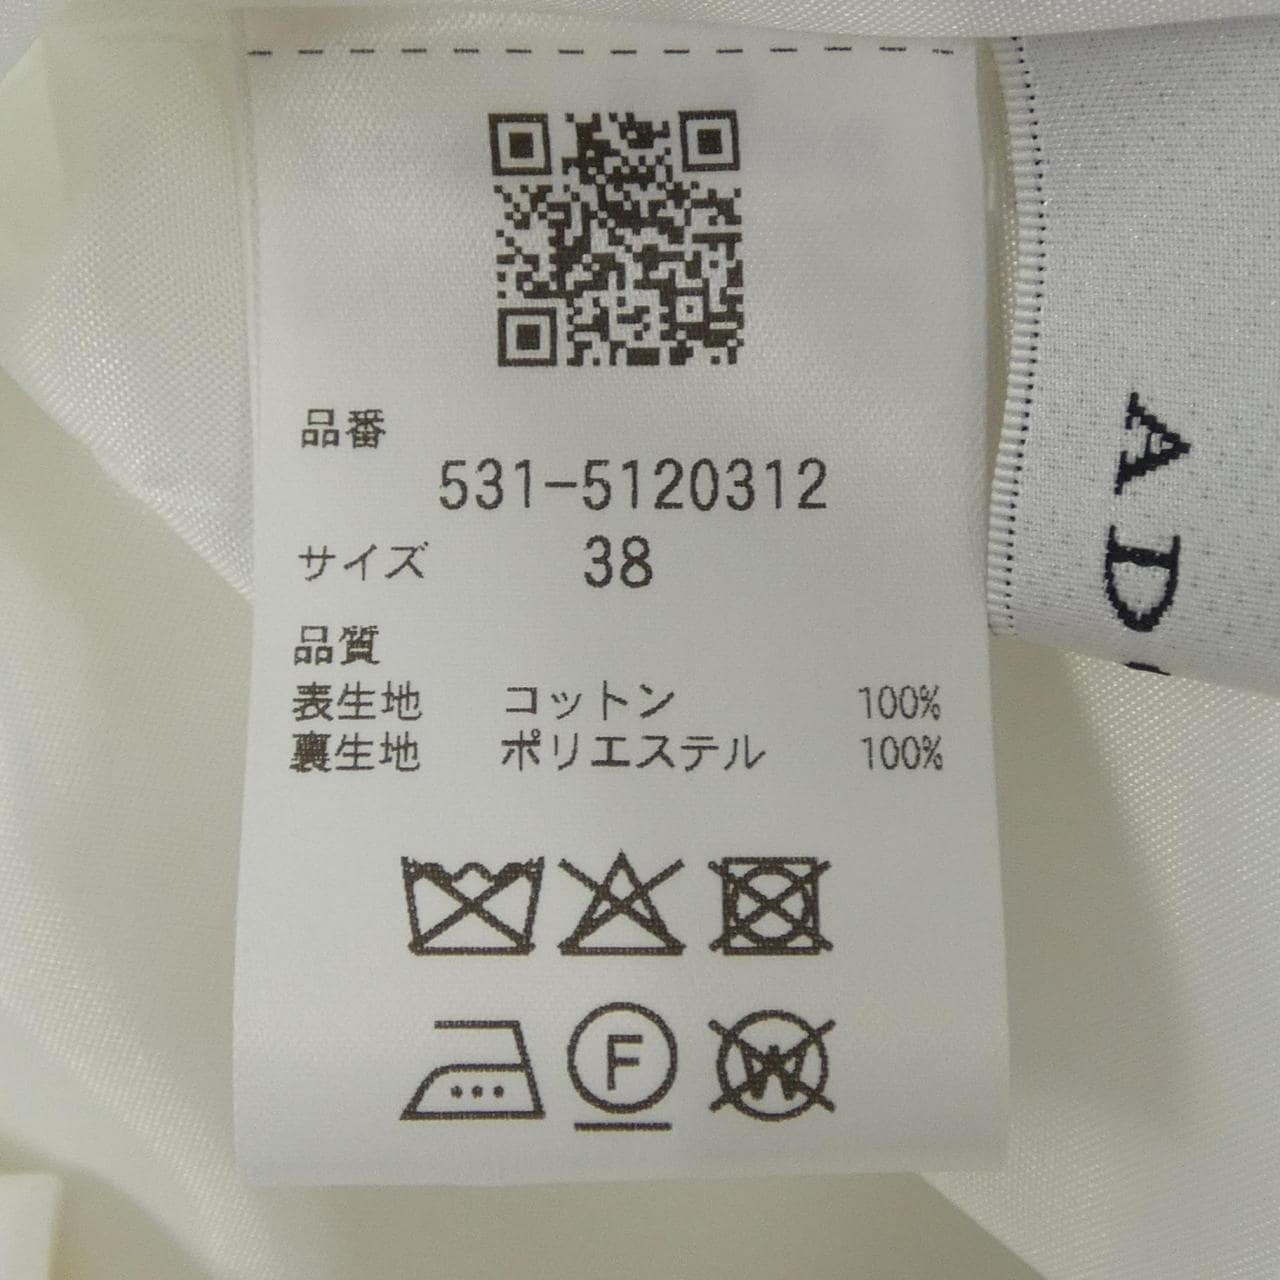 品番
531-5120312
サイズ 38
品質
表生地 コットン 100%
裏生地 ポリエステル 100%
F
W
AD